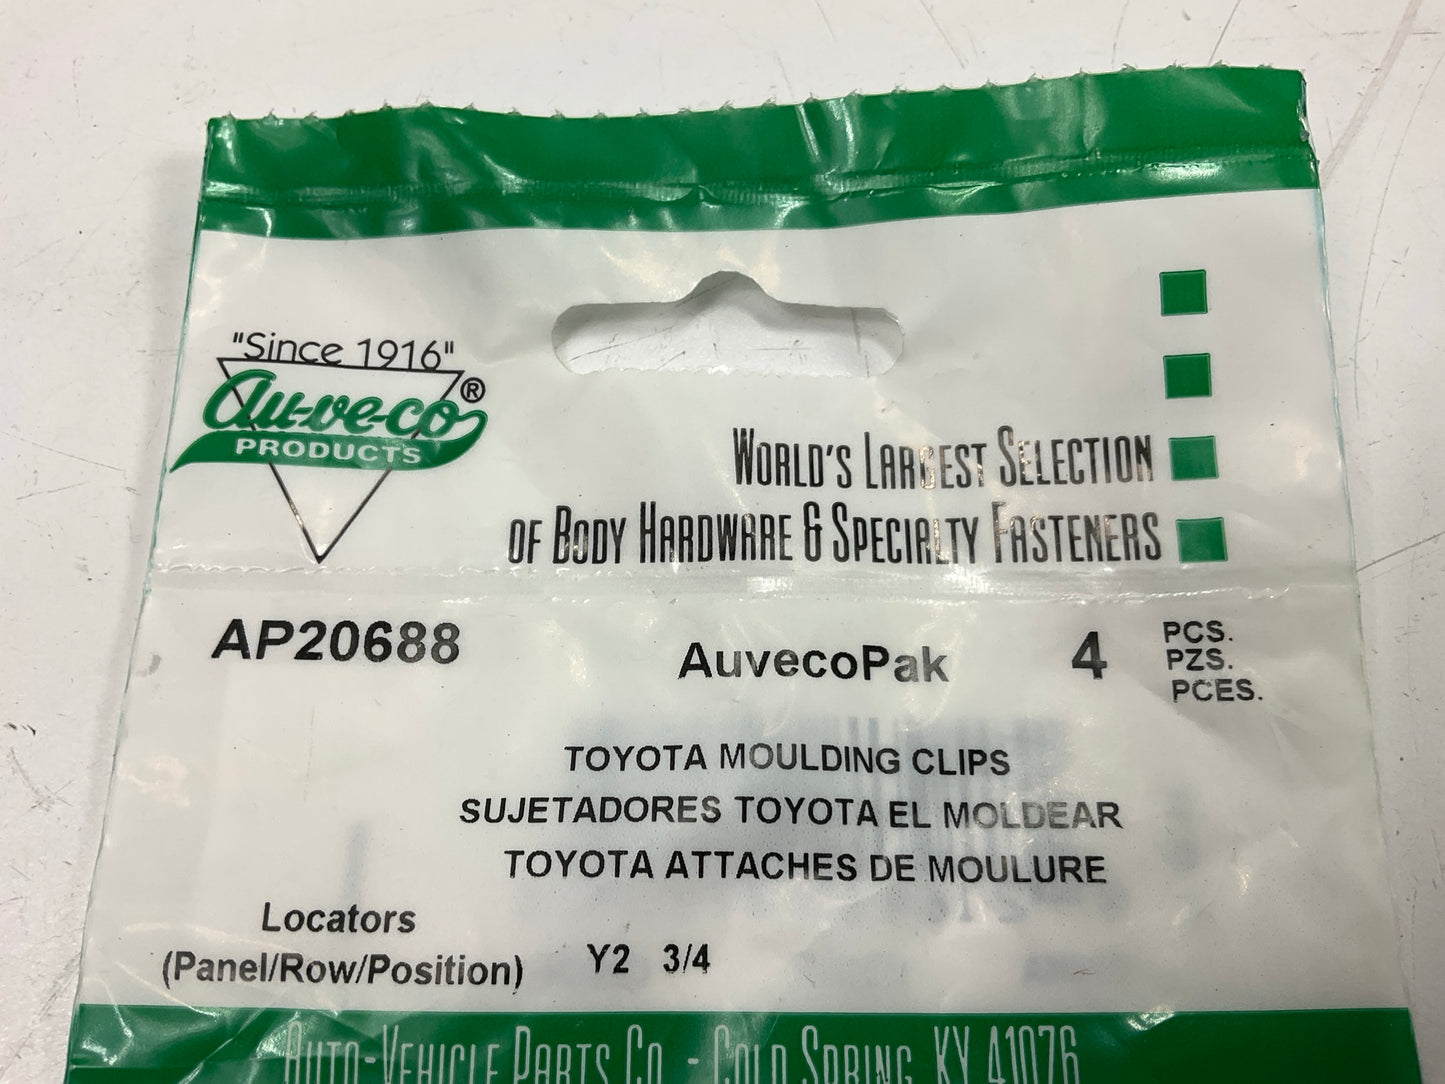 "Since 1916"
Au-ve-co®
PRODUCTS
WORLD'S LARGEST SELECTION
OF BODY HARDWARE & SPECIALTY FASTENERS
AP20688 AuvecoPak 4 PCS.
PZS.
PCES.
TOYOTA MOULDING CLIPS
SUJETADORES TOYOTA EL MOLDEAR
TOYOTA ATTACHES DE MOULURE
Locators
(Panel/Row/Position) Y2 3/4
AUTO-VEHICLE PARTS CO. - COLD SPRING, KY 41076